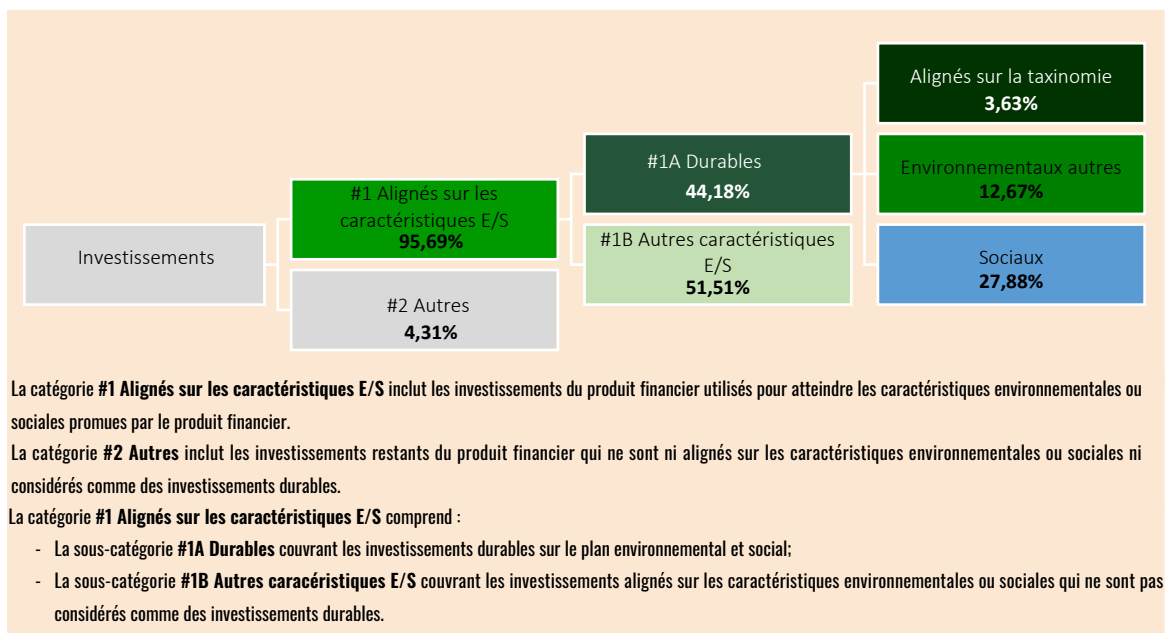 Investissements
#1 Alignés sur les
caractéristiques E/S
95,69%
#2 Autres
4,31%
#1A Durables
44,18%
#1B Autres caractéristiques
E/S
51,51%
Alignés sur la taxinomie
3,63%
Environnementaux autres
12,67%
Sociaux
27,88%
La catégorie #1 Alignés sur les caractéristiques E/S inclut les investissements du produit financier utilisés pour atteindre les caractéristiques environnementales ou
sociales promues par le produit financier.
La catégorie #2 Autres inclut les investissements restants du produit financier qui ne sont ni alignés sur les caractéristiques environnementales ou sociales ni
considérés comme des investissements durables.
La catégorie #1 Alignés sur les caractéristiques E/S comprend :
- La sous-catégorie #1A Durables couvrant les investissements durables sur le plan environnemental et social;
- La sous-catégorie #1B Autres caracéristiques E/S couvrant les investissements alignés sur les caractéristiques environnementales ou sociales qui ne sont pas
considérés comme des investissements durables.